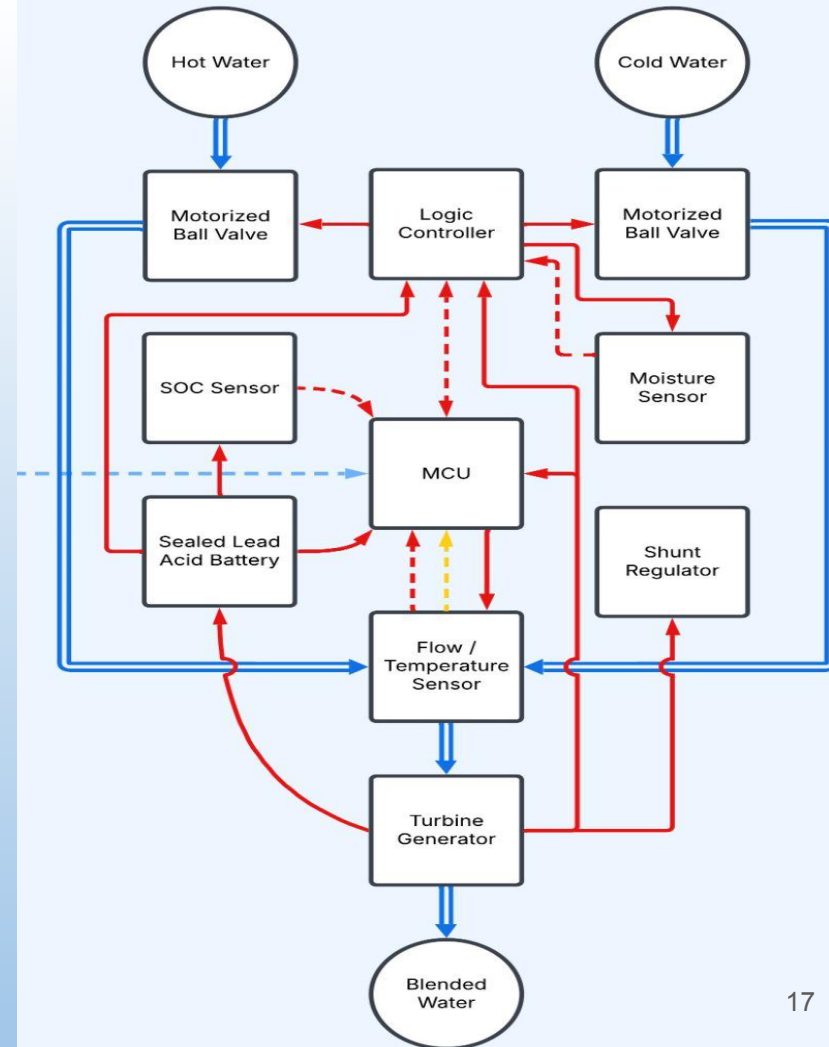 Hot Water
Cold Water
Motorized
Ball Valve
Logic
Controller
Motorized
Ball Valve
SOC Sensor
Moisture
Sensor
MCU
Sealed Lead
Acid Battery
Shunt
Regulator
Flow /
Temperature
Sensor
Turbine
Generator
Blended
Water
17